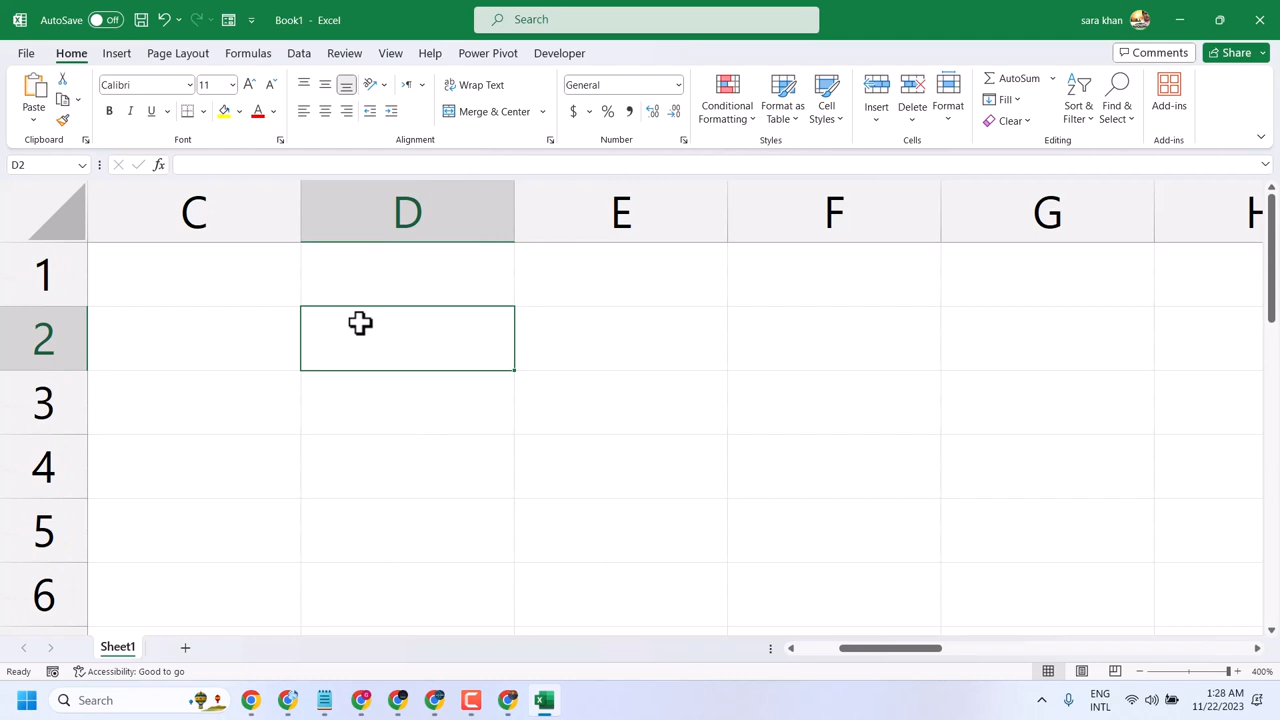 AutoSave Off Book1 - Excel Search sara khan
File Home Insert Page Layout Formulas Data Review View Help Power Pivot Developer Comments Share
Paste Calibri 11 Wrap Text General Conditional Formatting Format as Table Cell Styles Insert Delete Format AutoSum Sort & Filter Find & Select Add-ins
B I U A Merge & Center $ % , Fill
Clear
Clipboard Font Alignment Number Styles Cells Editing Add-ins
D2 fx
C D E F G H
1
2
3
4
5
6
Sheet1
Ready Accessibility: Good to go 400%
Search ENG INTL 1:28 AM 11/22/2023